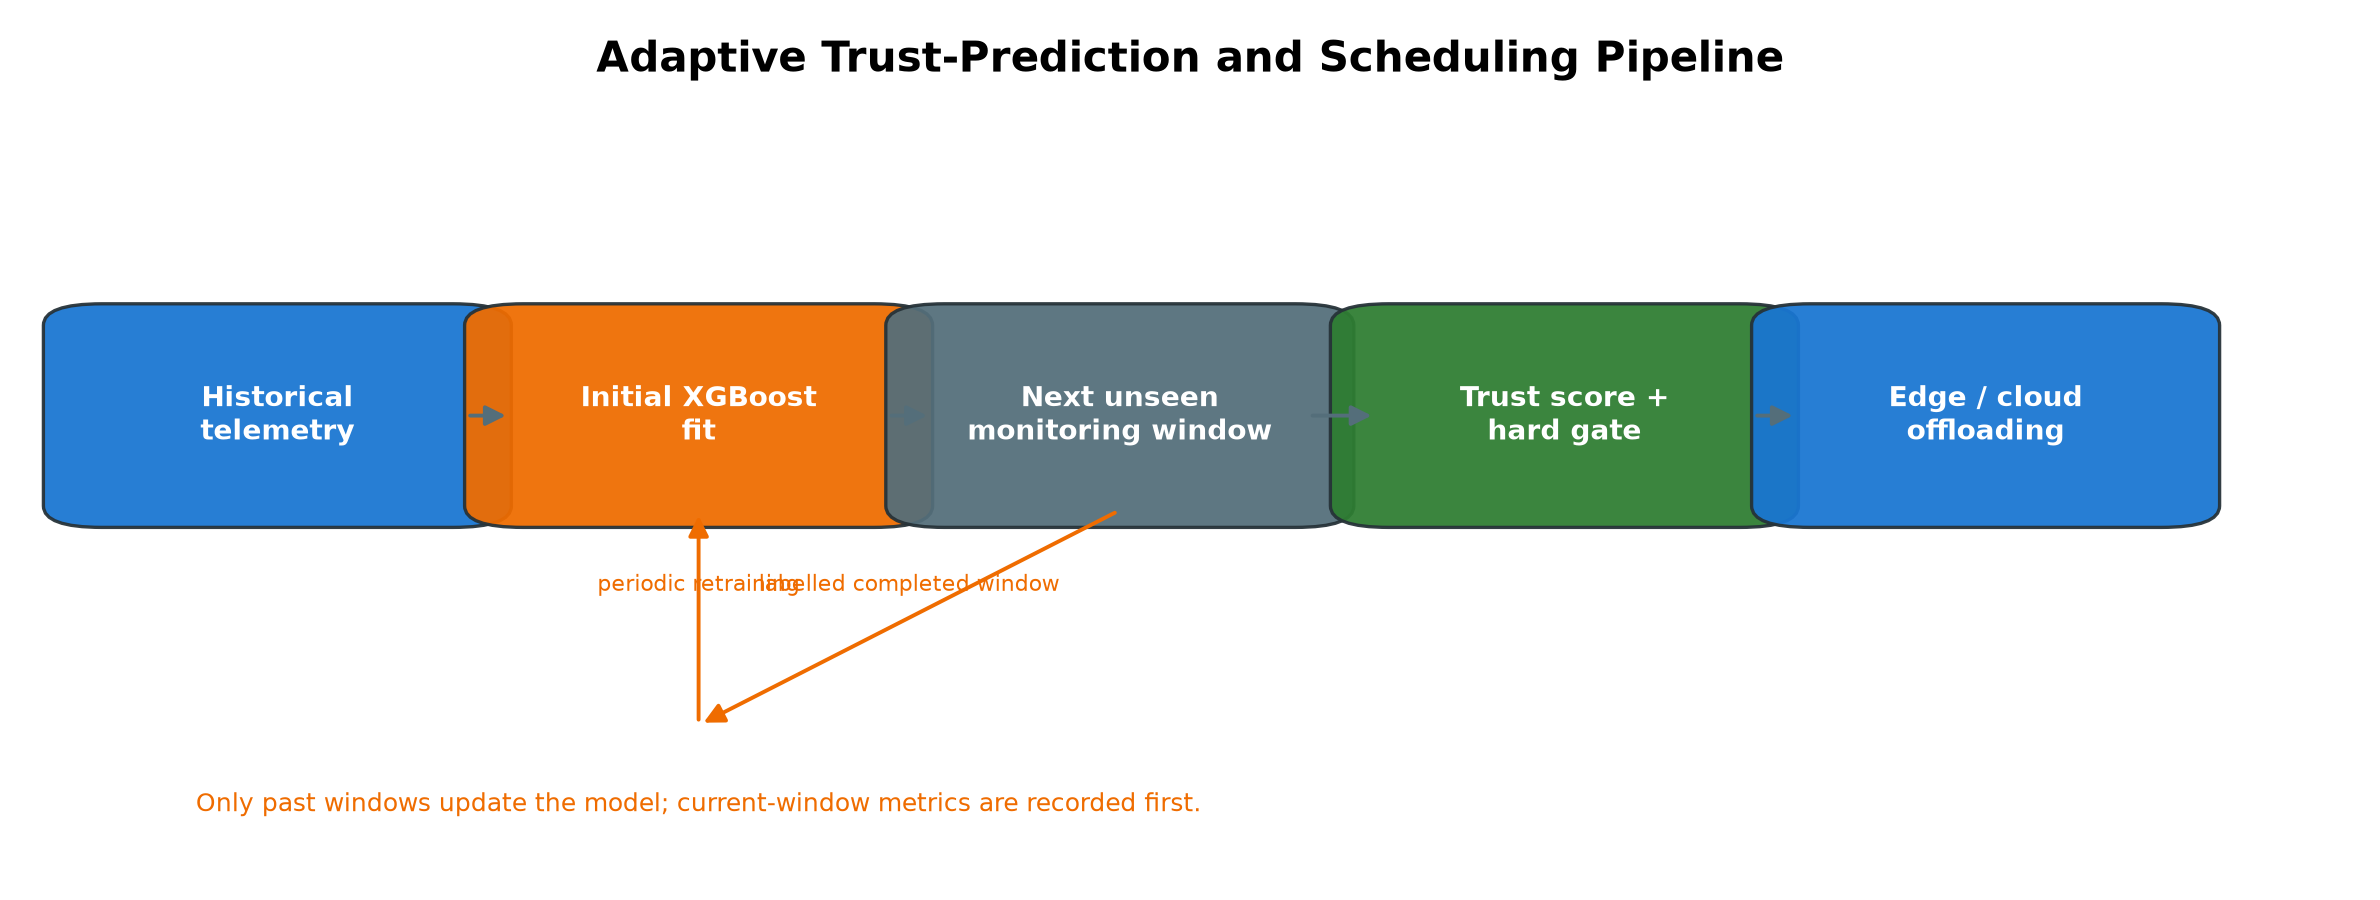 Adaptive Trust-Prediction and Scheduling Pipeline
Historical
telemetry
Initial XGBoost
fit
Next unseen
monitoring window
Trust score +
hard gate
Edge / cloud
offloading
periodic retraining
labelled completed window
Only past windows update the model; current-window metrics are recorded first.